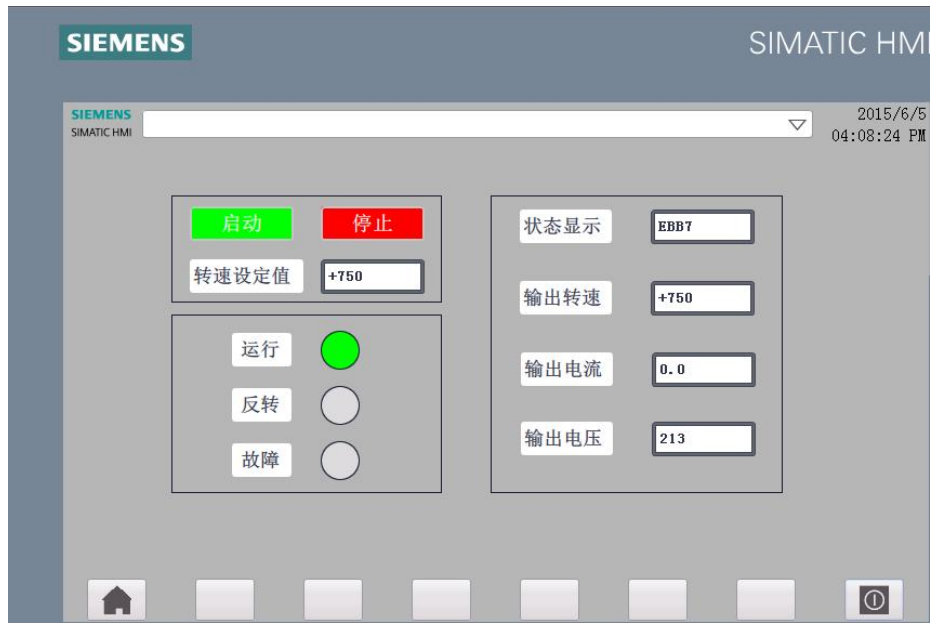 SIEMENS
SIMATIC HMI
SIEMENS
SIMATIC HMI
2015/6/5
04:08:24 PM
启动
停止
转速设定值
+750
运行
反转
故障
状态显示
EBB7
输出转速
+750
输出电流
0.0
输出电压
213